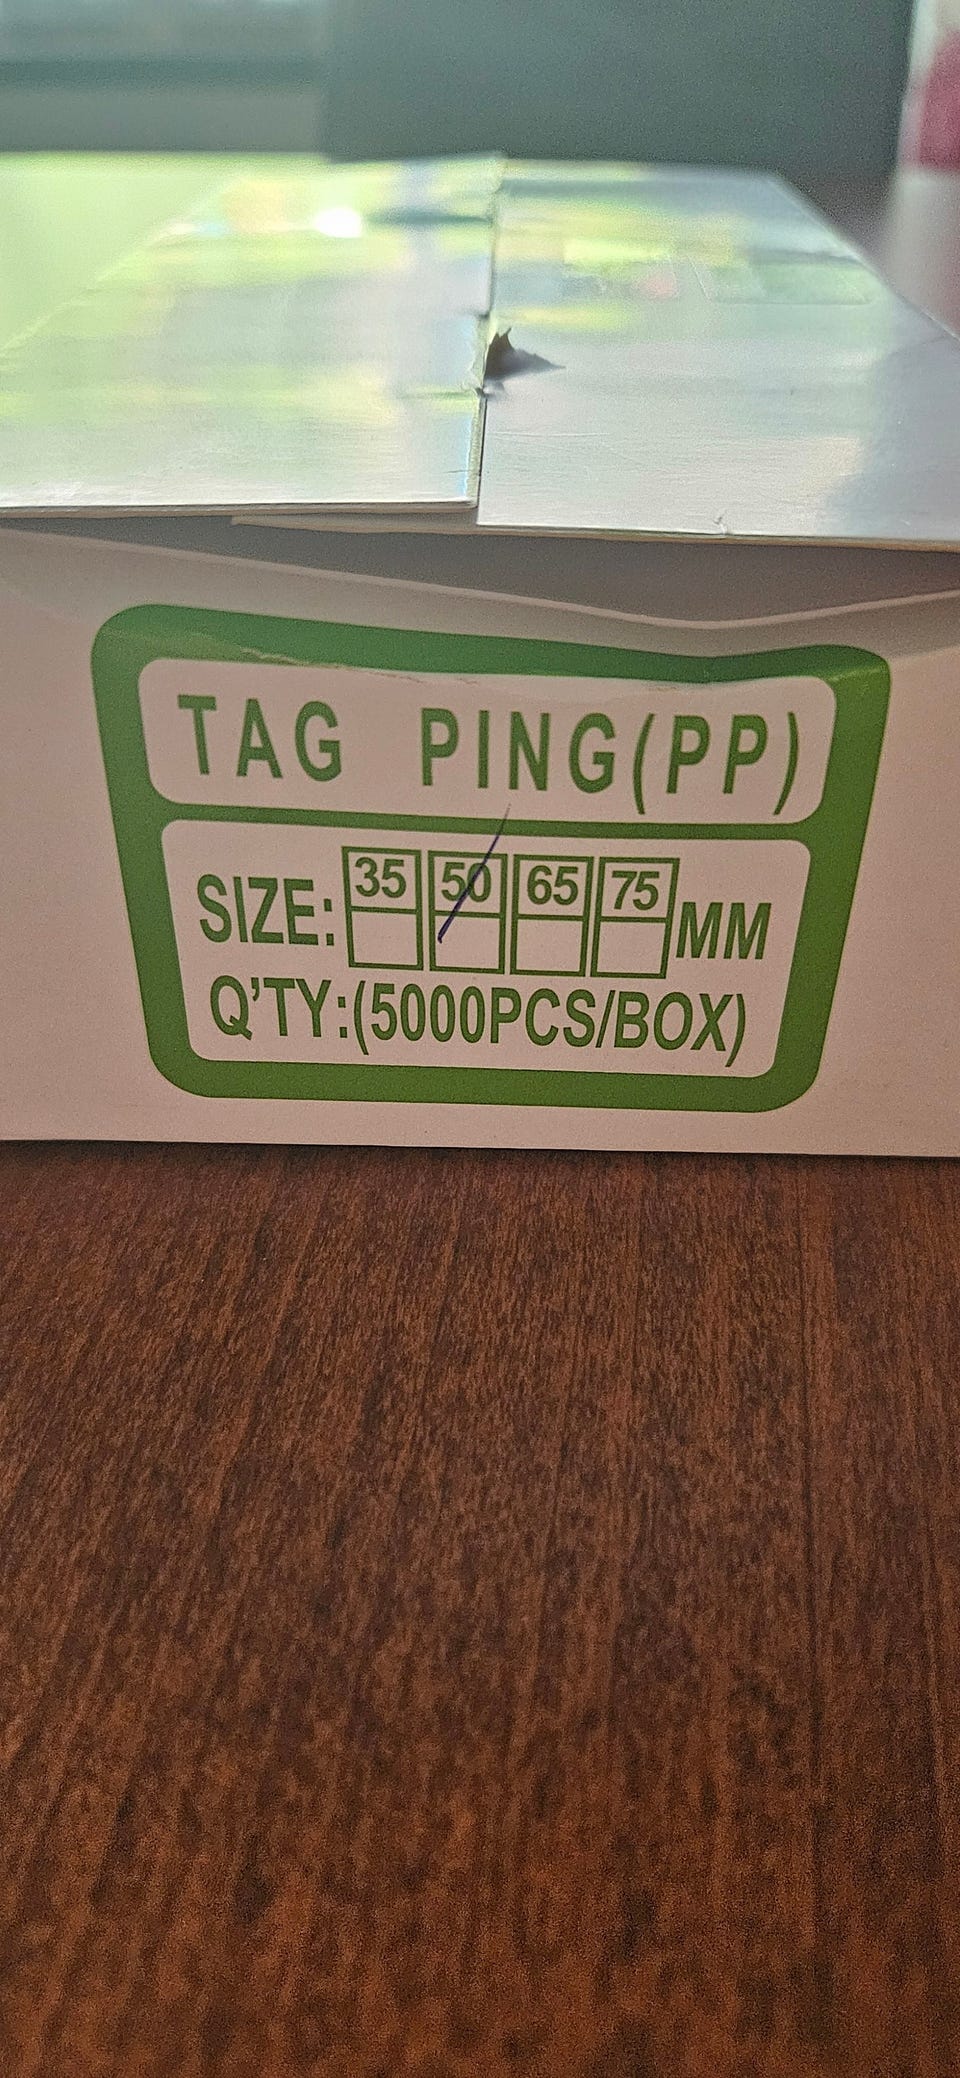 TAG PING(PP)
SIZE: 35 50 65 75 MM
Q'TY:(5000PCS/BOX)